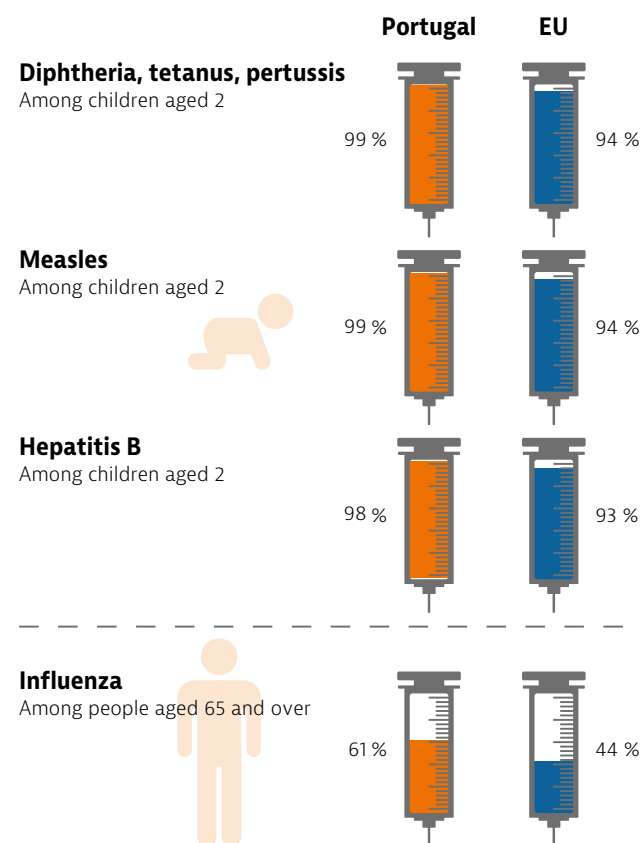 Portugal EU
Diphtheria, tetanus, pertussis
Among children aged 2
99 % 94 %
Measles
Among children aged 2
99 % 94 %
Hepatitis B
Among children aged 2
98 % 93 %
Influenza
Among people aged 65 and over
61 % 44 %